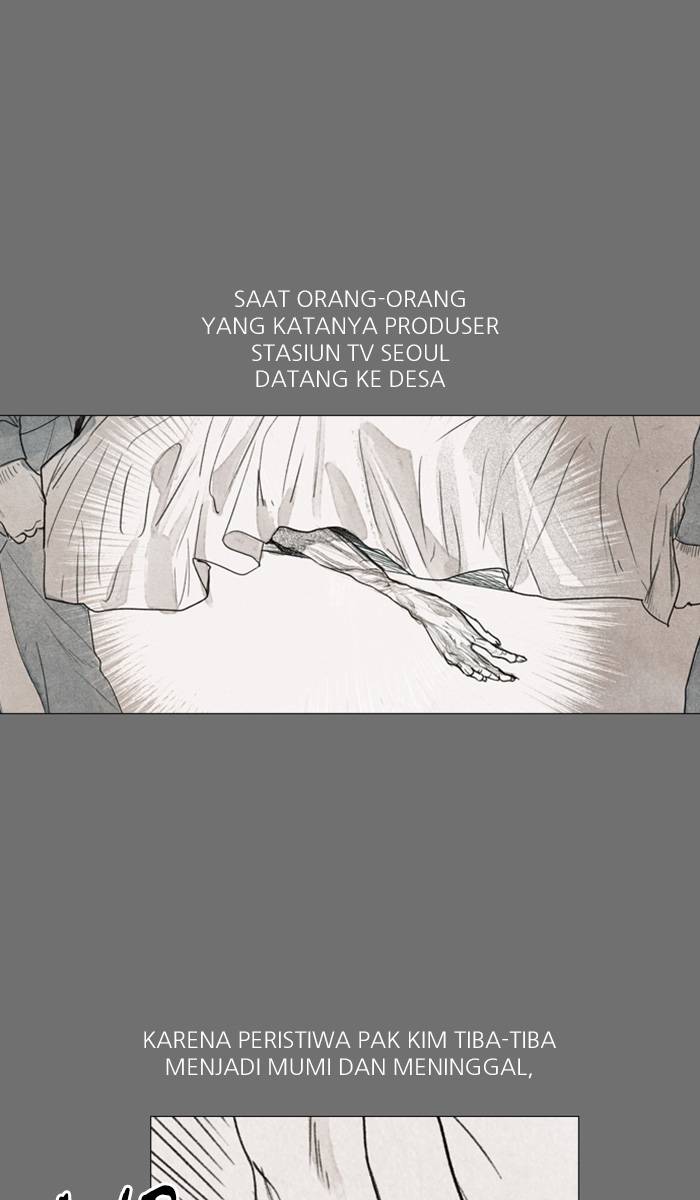 SAAT ORANG-ORANG
YANG KATANYA PRODUSER
STASIUN TV SEOUL
DATANG KE DESA
KARENA PERISTIWA PAK KIM TIBA-TIBA
MENJADI MUMI DAN MENINGGAL,